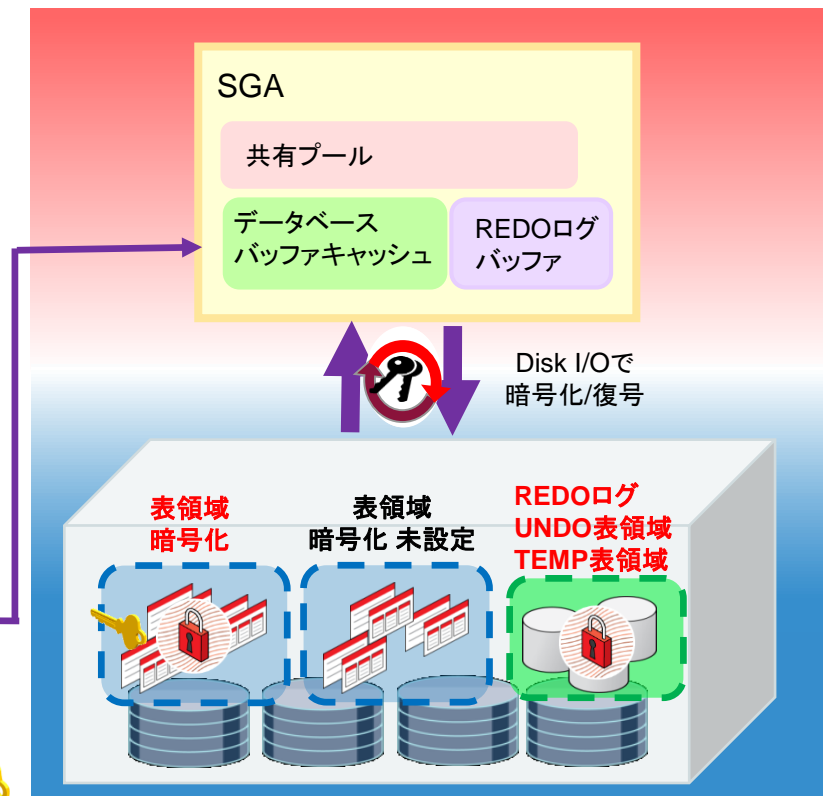 SGA
共有プール
データベース
バッファキャッシュ
REDOログ
バッファ
Disk I/Oで
暗号化/復号
表領域
暗号化
表領域
暗号化 未設定
REDOログ
UNDO表領域
TEMP表領域